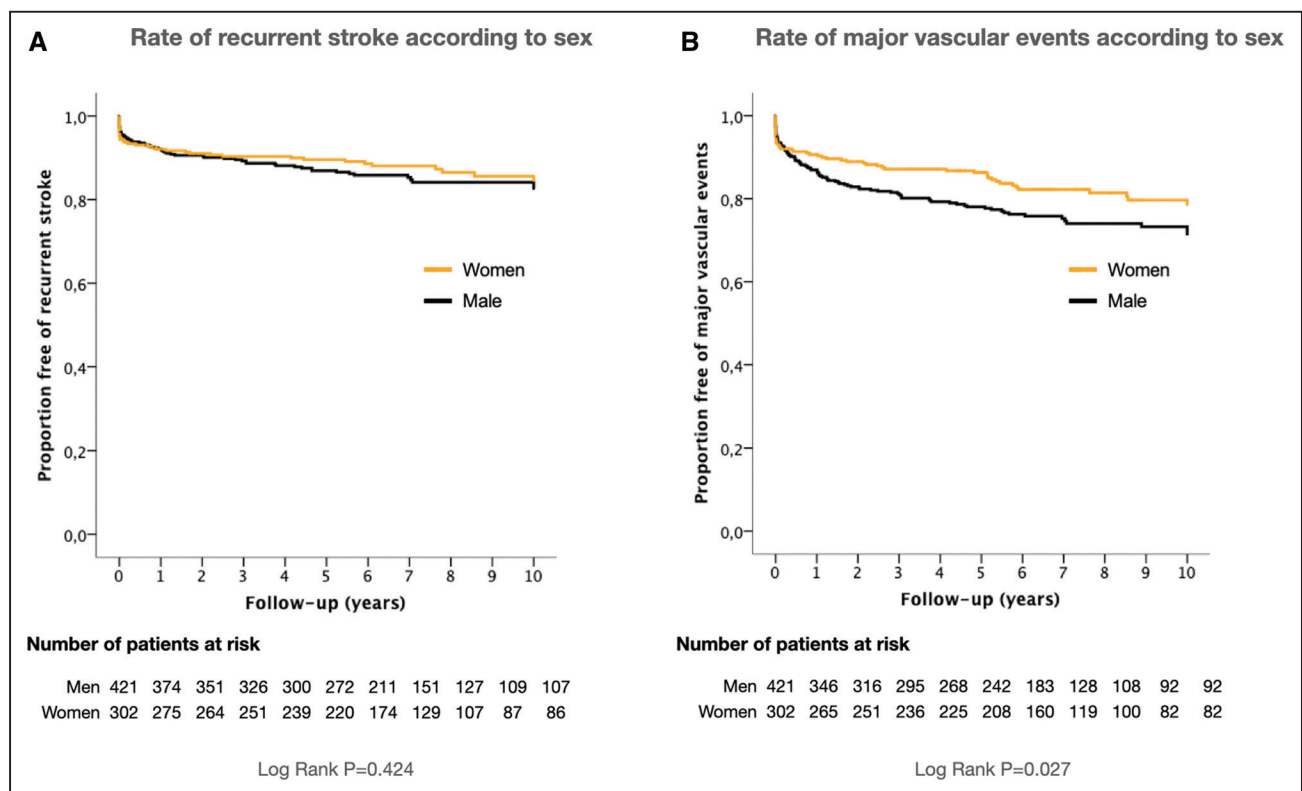 A
Rate of recurrent stroke according to sex
Proportion free of recurrent stroke
1,0
0,8
0,6
0,4
0,2
0,0
Women
Male
0 1 2 3 4 5 6 7 8 9 10
Follow-up (years)
Number of patients at risk
Men 421 374 351 326 300 272 211 151 127 109 107
Women 302 275 264 251 239 220 174 129 107 87 86
Log Rank P=0.424
B
Rate of major vascular events according to sex
Proportion free of major vascular events
1,0
0,8
0,6
0,4
0,2
0,0
Women
Male
0 1 2 3 4 5 6 7 8 9 10
Follow-up (years)
Number of patients at risk
Men 421 346 316 295 268 242 183 128 108 92 92
Women 302 265 251 236 225 208 160 119 100 82 82
Log Rank P=0.027